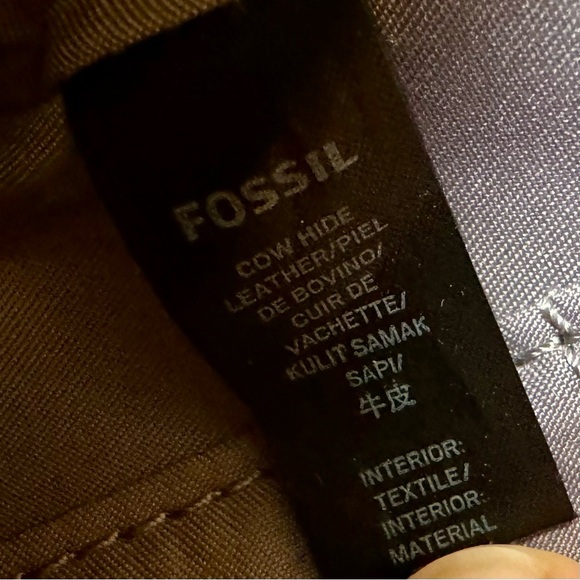 FOSSIL
COW HIDE
LEATHER/PIEL
DE BOVINO/
CUIR DE
VACHETTE/
KULIT SAMAK
SAPI/
牛皮
INTERIOR:
TEXTILE/
INTERIOR:
MATERIAL